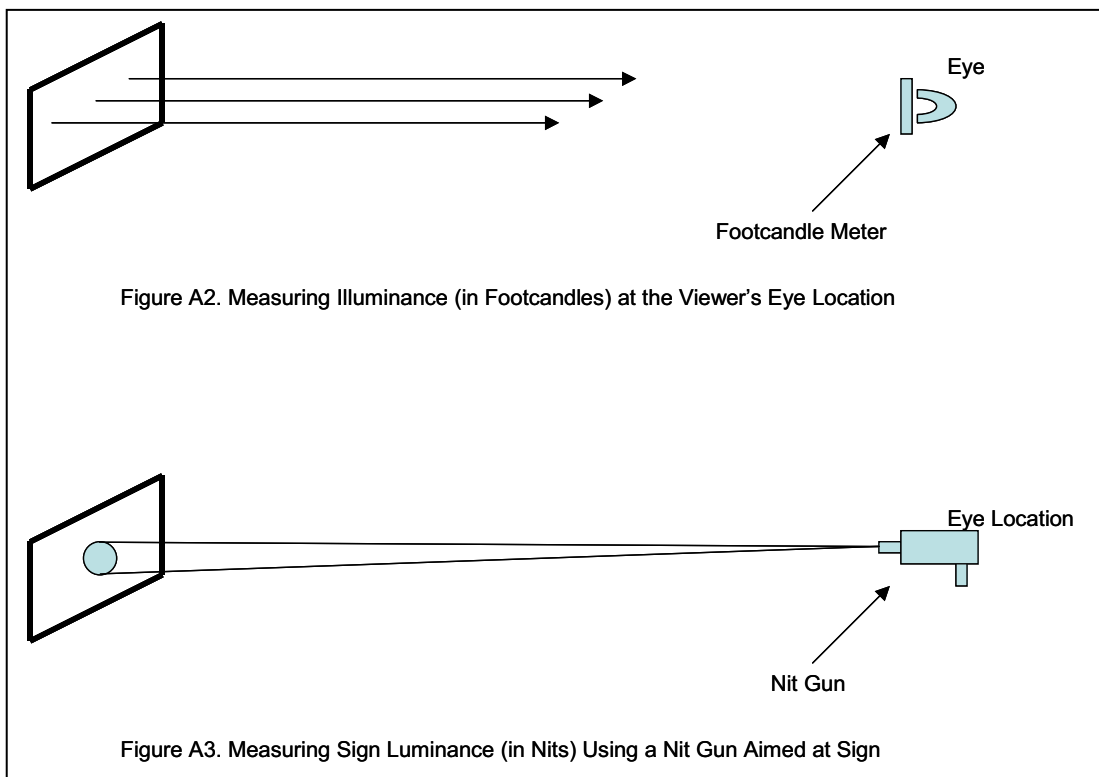 Eye
Footcandle Meter
Figure A2. Measuring Illuminance (in Footcandles) at the Viewer's Eye Location
Eye Location
Nit Gun
Figure A3. Measuring Sign Luminance (in Nits) Using a Nit Gun Aimed at Sign